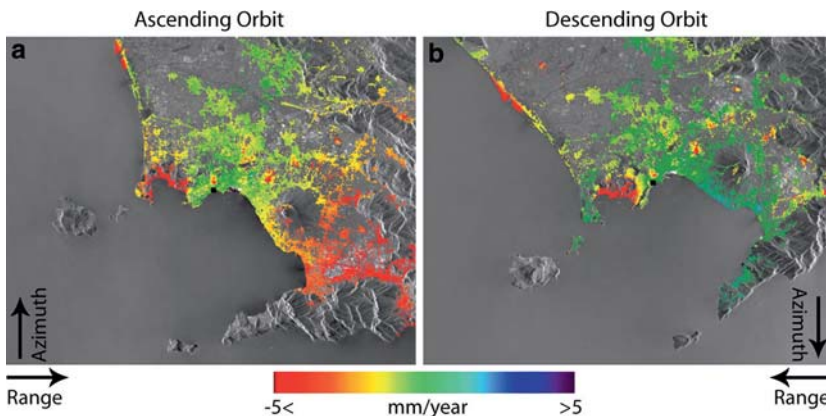 Ascending Orbit
Descending Orbit
a
b
Azimuth
Azimuth
Range
-5<
mm/year
>5
Range